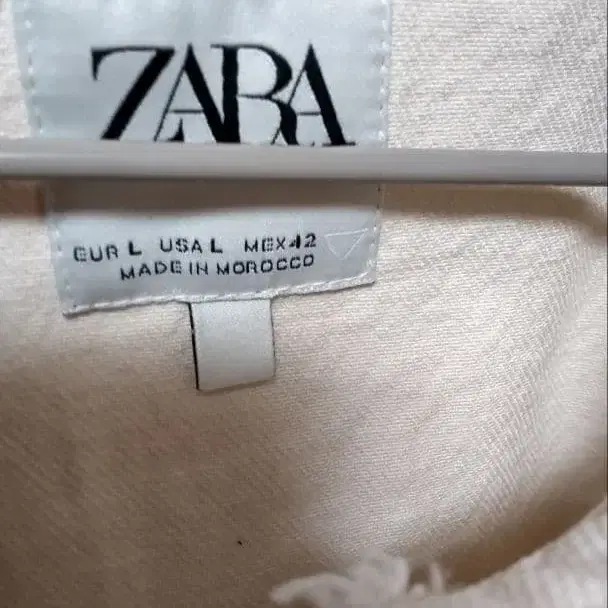 ZARA
EUR L USA L MEX 42
MADE IN MOROCCO